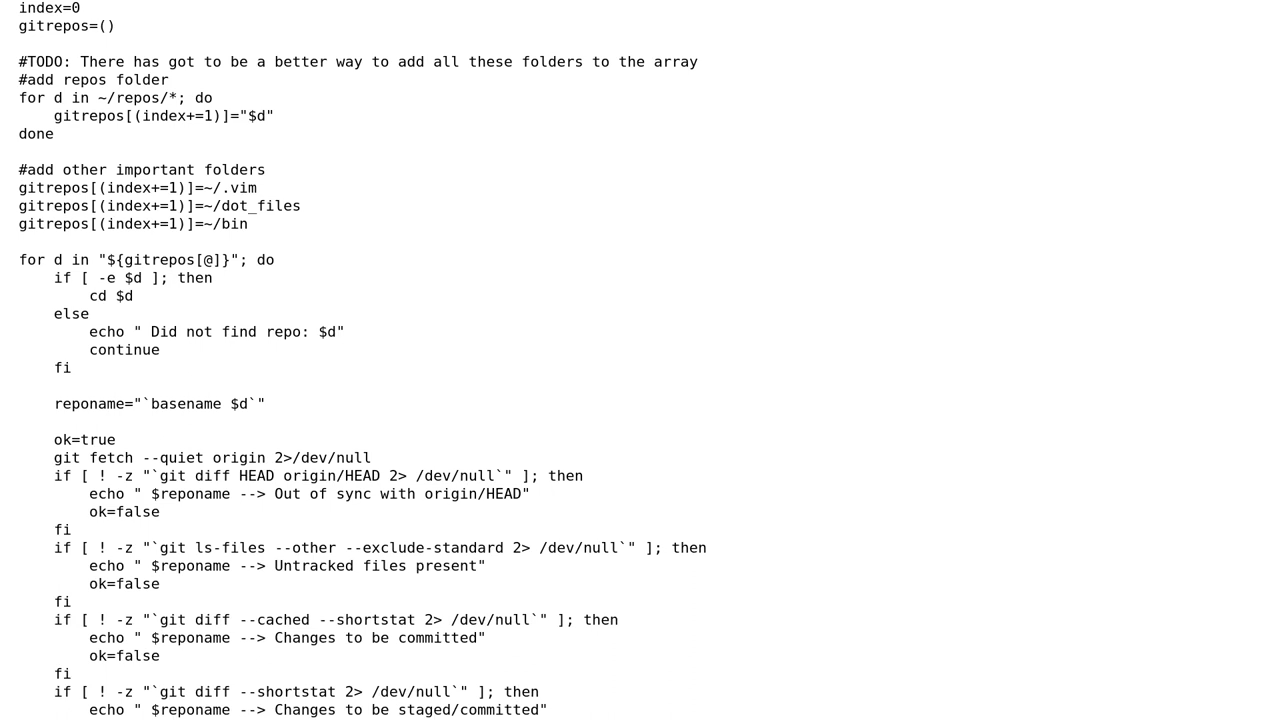 index=0
gitrepos=()

#TODO: There has got to be a better way to add all these folders to the array
#add repos folder
for d in ~/repos/*; do
    gitrepos[(index+=1)]="$d"
done

#add other important folders
gitrepos[(index+=1)]=~/.vim
gitrepos[(index+=1)]=~/dot_files
gitrepos[(index+=1)]=~/bin

for d in "${gitrepos[@]}"; do
    if [ -e $d ]; then
        cd $d
    else
        echo " Did not find repo: $d"
        continue
    fi

    reponame="`basename $d`"

    ok=true
    git fetch --quiet origin 2>/dev/null
    if [ ! -z "`git diff HEAD origin/HEAD 2> /dev/null`" ]; then
        echo " $reponame --> Out of sync with origin/HEAD"
        ok=false
    fi
    if [ ! -z "`git ls-files --other --exclude-standard 2> /dev/null`" ]; then
        echo " $reponame --> Untracked files present"
        ok=false
    fi
    if [ ! -z "`git diff --cached --shortstat 2> /dev/null`" ]; then
        echo " $reponame --> Changes to be committed"
        ok=false
    fi
    if [ ! -z "`git diff --shortstat 2> /dev/null`" ]; then
        echo " $reponame --> Changes to be staged/committed"